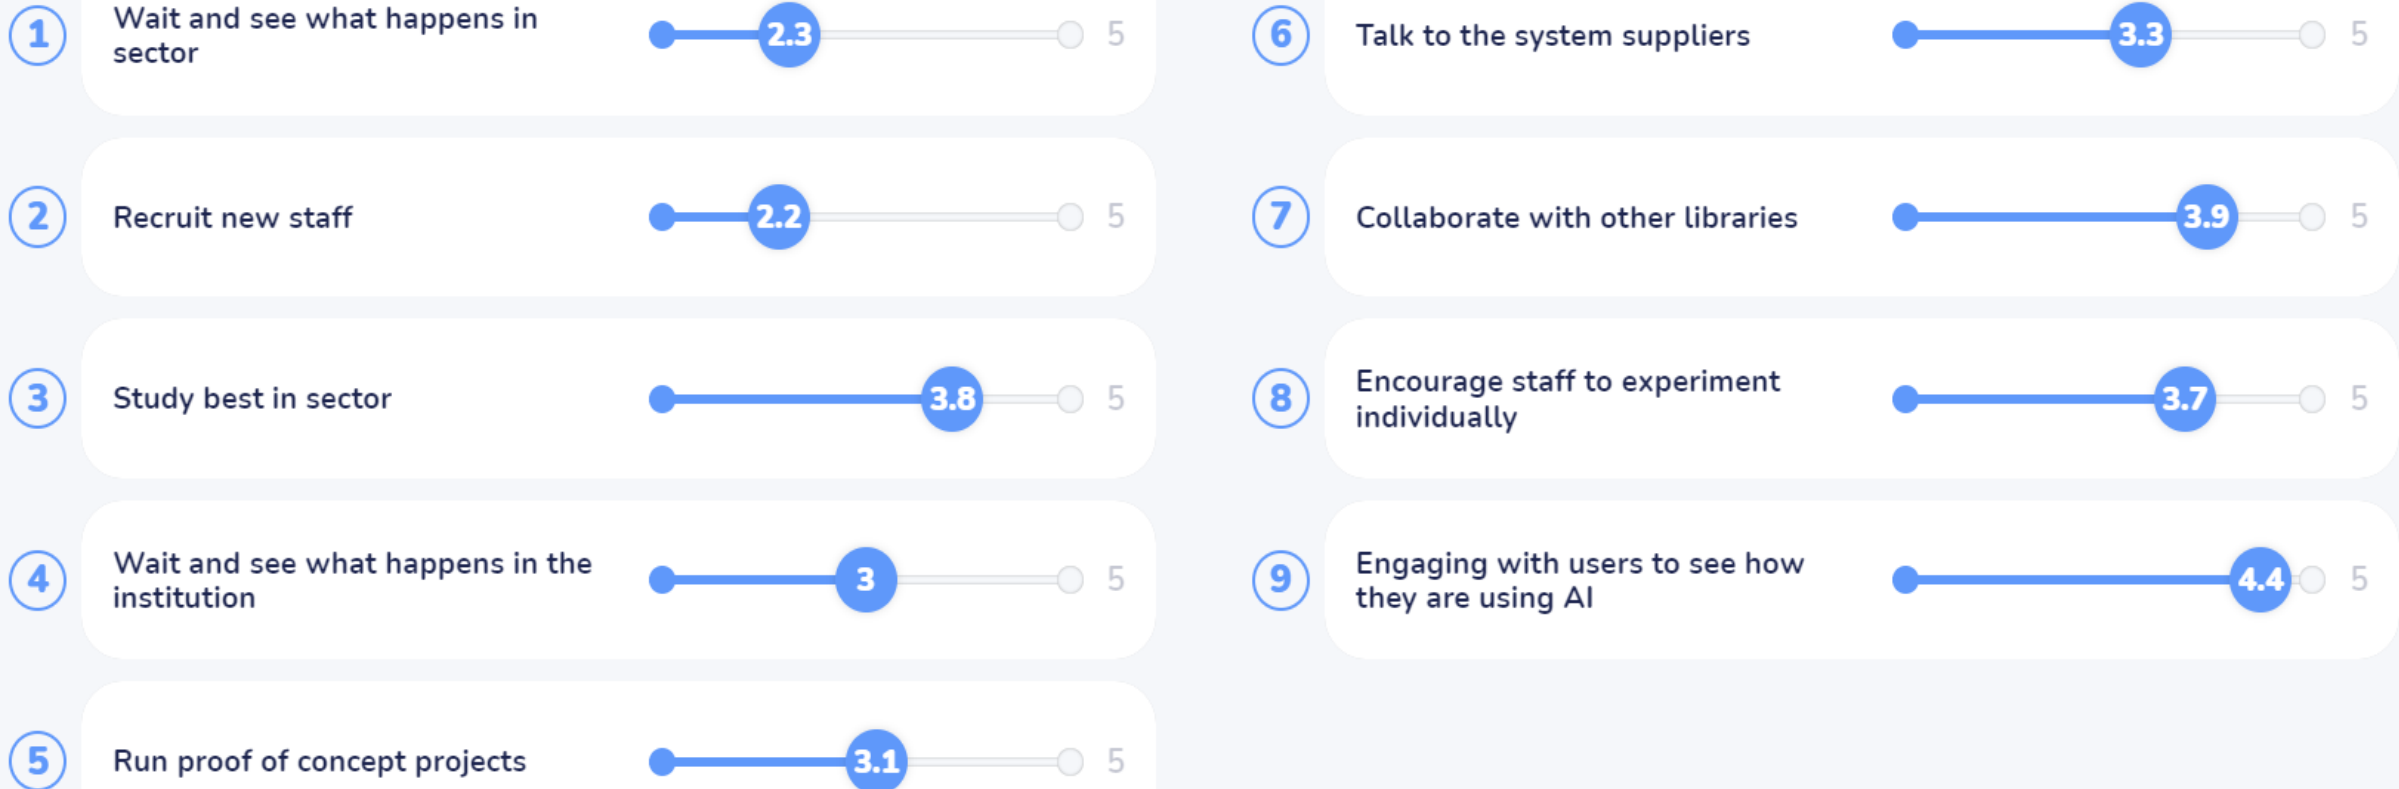 1
Wait and see what happens in
sector
2.3
5
2
Recruit new staff
2.2
5
3
Study best in sector
3.8
5
4
Wait and see what happens in the
institution
3
5
5
Run proof of concept projects
3.1
5
6
Talk to the system suppliers
3.3
5
7
Collaborate with other libraries
3.9
5
8
Encourage staff to experiment
individually
3.7
5
9
Engaging with users to see how
they are using AI
4.4
5